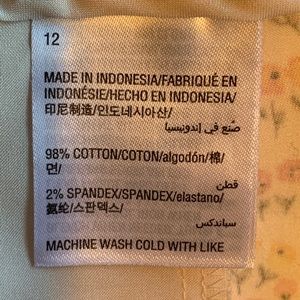 12
MADE IN INDONESIA/FABRIQUÉ EN
INDONÉSIE/HECHO EN INDONESIA/
印尼制造/인도네시아산/
صُنع في إندونيسيا
98% COTTON/COTON/algodón/棉/
면/
قطن
2% SPANDEX/SPANDEX/elastano/
氨纶/스판덱스/
سباندكس
MACHINE WASH COLD WITH LIKE